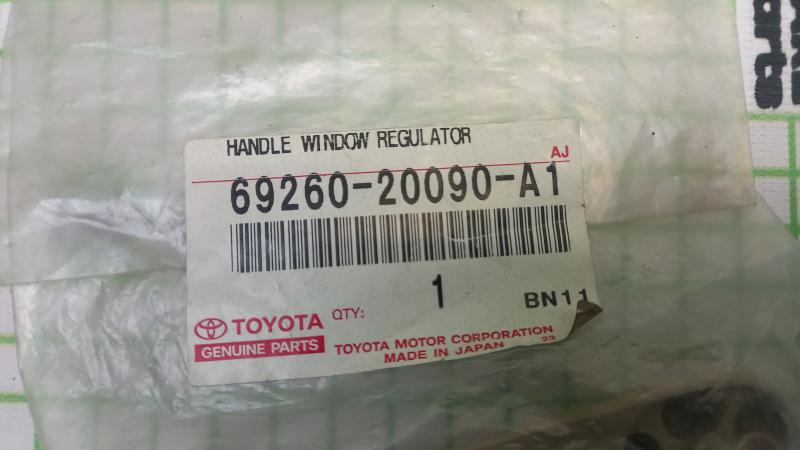 HANDLE WINDOW REGULATOR
AJ
69260-20090-A1
1
BN11
TOYOTA
QTY:
GENUINE PARTS
TOYOTA MOTOR CORPORATION
MADE IN JAPAN
23